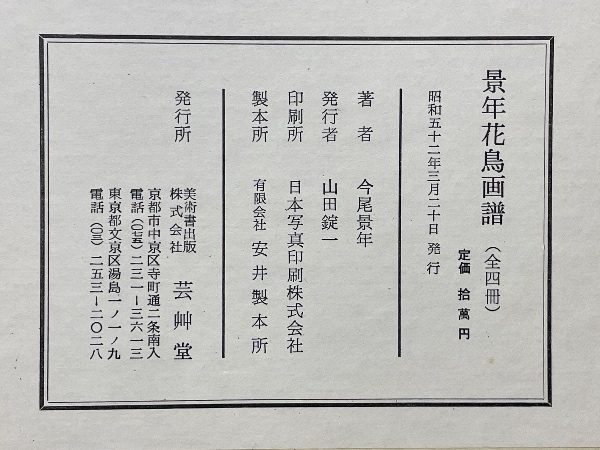 景年花鳥画譜（全四冊）
定価 拾萬円
昭和五十二年三月二十日 発行
著者 今尾景年
発行者 山田錠一
印刷所 日本写真印刷株式会社
製本所 有限会社 安井製本所
発行所 美術書出版 株式会社 芸艸堂
京都市中京区寺町通二条南入
電話（〇七五）二三一ー三六一三
東京都文京区湯島一ノ一ノ九
電話（〇三）二五三ー二〇二八